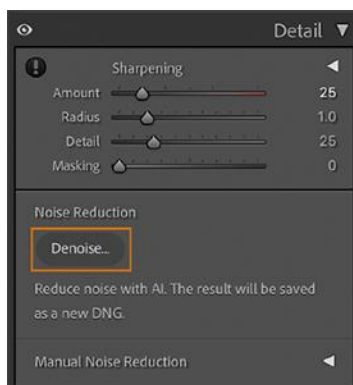 Detail
Sharpening
Amount 25
Radius 1.0
Detail 25
Masking 0
Noise Reduction
Denoise...
Reduce noise with AI. The result will be saved
as a new DNG.
Manual Noise Reduction